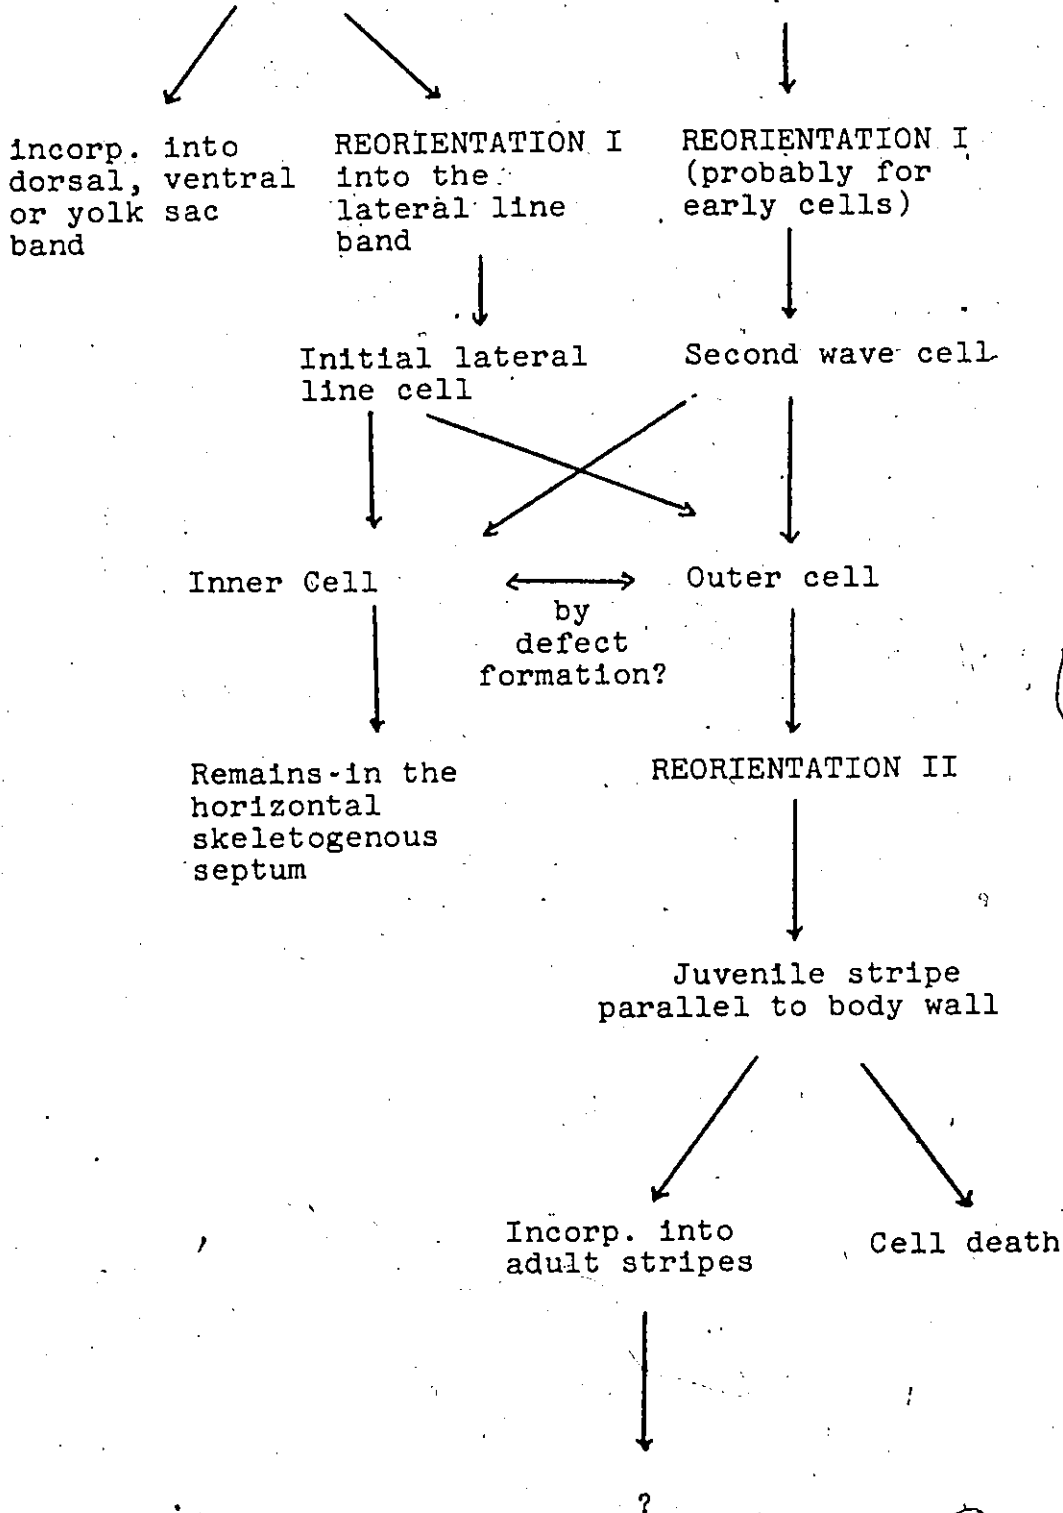 incorp. into
dorsal, ventral
or yolk sac
band
REORIENTATION I
into the
lateral line
band
REORIENTATION I
(probably for
early cells)
Initial lateral
line cell
Second wave cell
Inner Cell
by
defect
formation?
Outer cell
Remains in the
horizontal
skeletogenous
septum
REORIENTATION II
Juvenile stripe
parallel to body wall
Incorp. into
adult stripes
Cell death
?